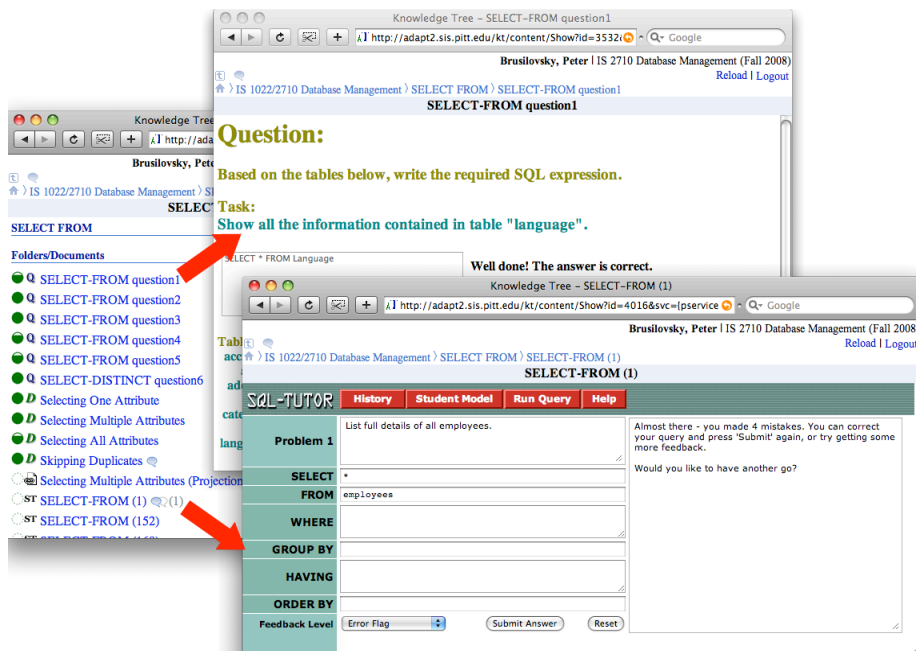 Knowledge Tree – SELECT-FROM question1
http://adapt2.sis.pitt.edu/kt/content/Show?id=3532
Google
Brusilovsky, Peter | IS 2710 Database Management (Fall 2008)
Reload | Logout
IS 1022/2710 Database Management 〉 SELECT FROM 〉 SELECT-FROM question1
SELECT-FROM question1
Question:
Based on the tables below, write the required SQL expression.
Task:
Show all the information contained in table "language".
SELECT * FROM Language
Well done! The answer is correct.
Knowledge Tree
http://ada
Brusilovsky, Pete
IS 1022/2710 Database Management 〉 S
SELEC
SELECT FROM
Folders/Documents
Q SELECT-FROM question1
Q SELECT-FROM question2
Q SELECT-FROM question3
Q SELECT-FROM question4
Q SELECT-FROM question5
Q SELECT-DISTINCT question6
D Selecting One Attribute
D Selecting Multiple Attributes
D Selecting All Attributes
D Skipping Duplicates
Selecting Multiple Attributes (Projection
ST SELECT-FROM (1) (1)
ST SELECT-FROM (152)
Tabl
acc
ad
cate
lang
Knowledge Tree – SELECT-FROM (1)
http://adapt2.sis.pitt.edu/kt/content/Show?id=4016&svc={pservice
Google
Brusilovsky, Peter | IS 2710 Database Management (Fall 2008
Reload | Logout
IS 1022/2710 Database Management 〉 SELECT FROM 〉 SELECT-FROM (1)
SELECT-FROM (1)
SQL-TUTOR
History
Student Model
Run Query
Help
Problem 1
List full details of all employees.
Almost there - you made 4 mistakes. You can correct
your query and press 'Submit' again, or try getting some
more feedback.
Would you like to have another go?
SELECT
*
FROM
employees
WHERE
GROUP BY
HAVING
ORDER BY
Feedback Level
Error Flag
Submit Answer
Reset